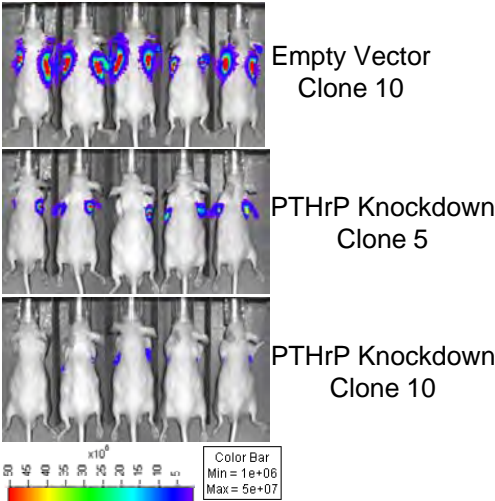 Empty Vector
Clone 10
PTHrP Knockdown
Clone 5
PTHrP Knockdown
Clone 10
x10⁶
50 45 40 35 30 25 20 15 10 5
Color Bar
Min = 1e+06
Max = 5e+07